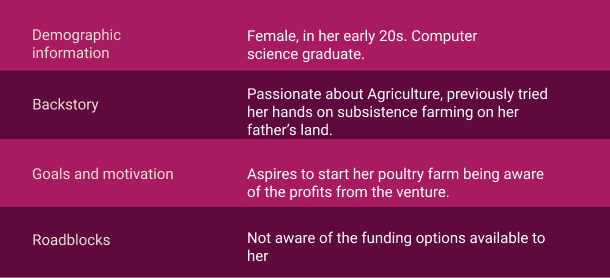 Demographic
information
Female, in her early 20s. Computer
science graduate.
Backstory
Passionate about Agriculture, previously tried
her hands on subsistence farming on her
father's land.
Goals and motivation
Aspires to start her poultry farm being aware
of the profits from the venture.
Roadblocks
Not aware of the funding options available to
her